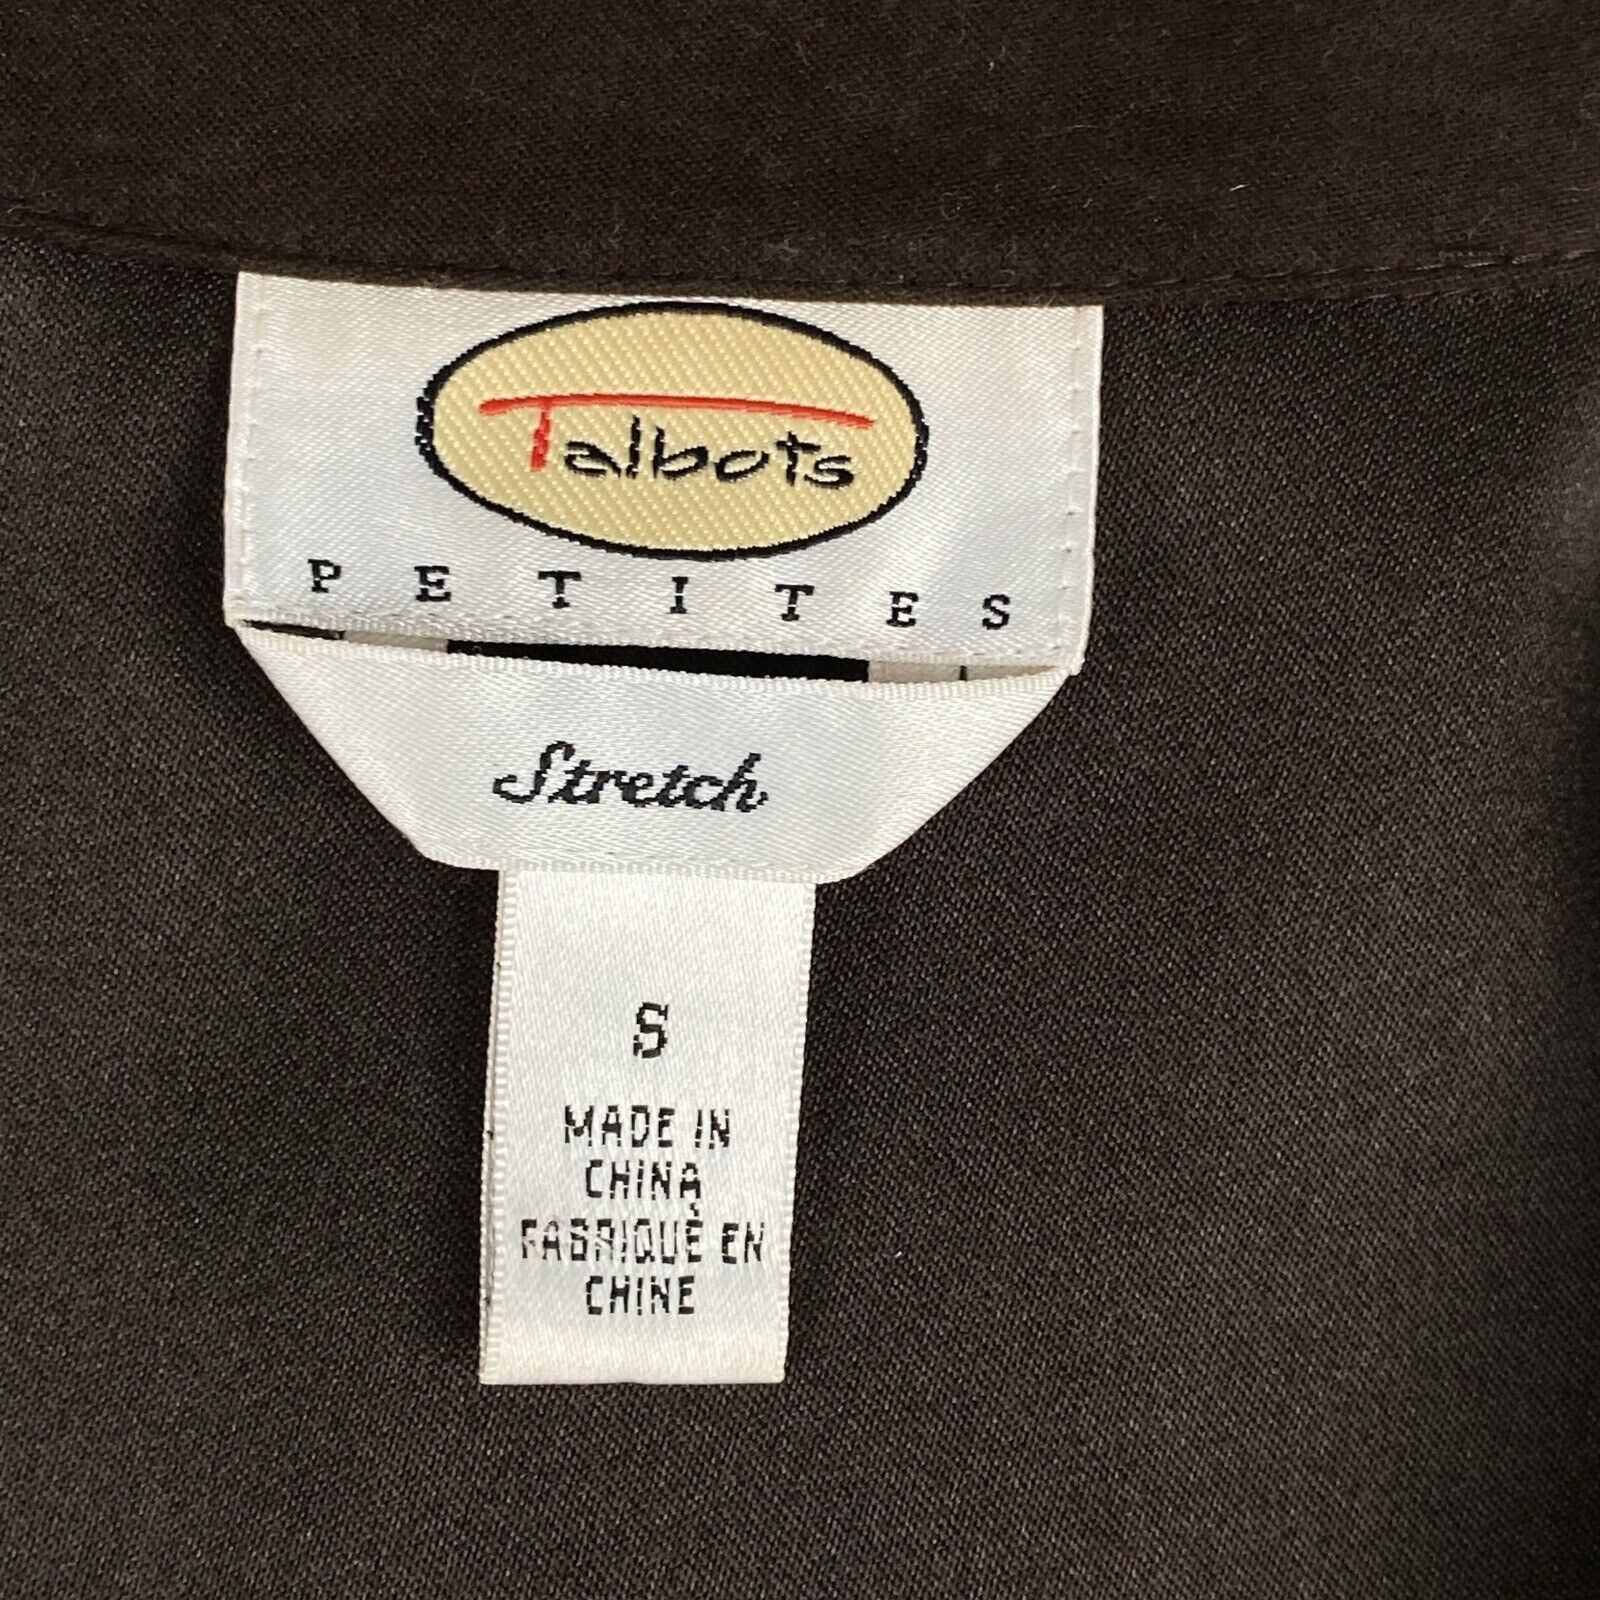 Talbots
PETITES
Stretch
S
MADE IN
CHINA
FABRIQUÉ EN
CHINE